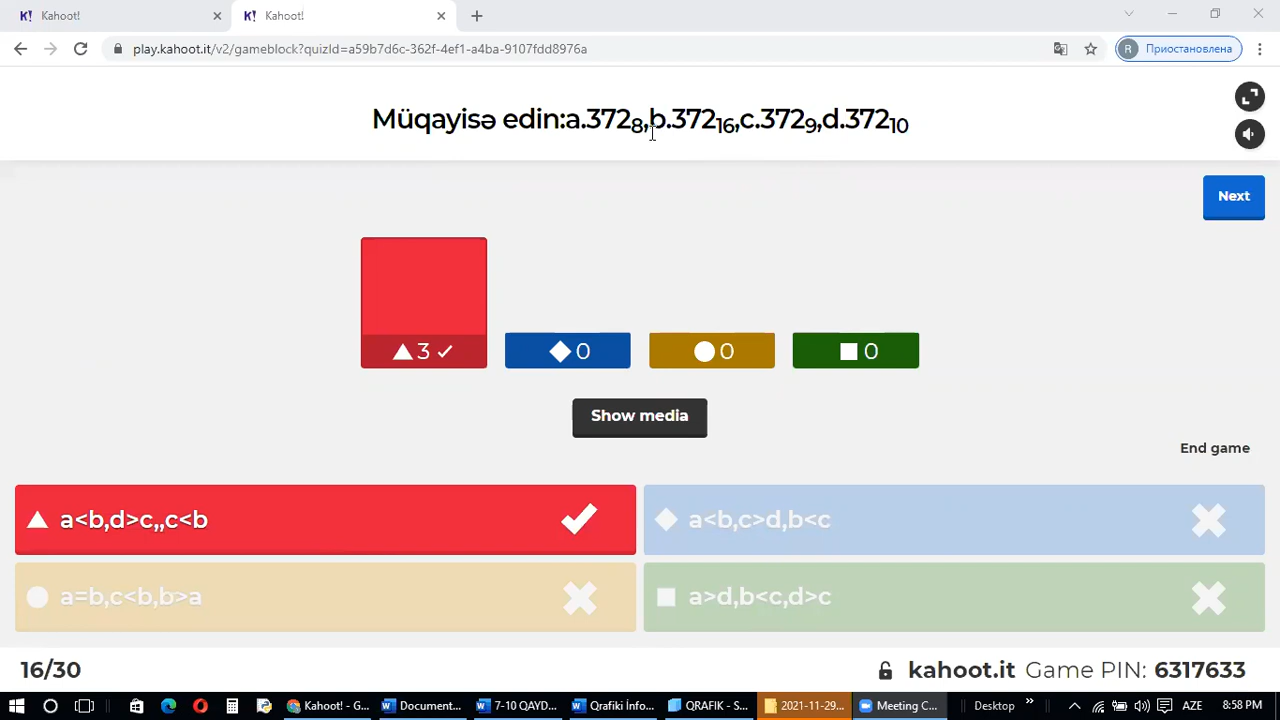 Kahoot!
Kahoot!
play.kahoot.it/v2/gameblock?quizId=a59b7d6c-362f-4ef1-a4ba-9107fdd8976a
R Приостановлена
Müqayisə edin:a.372₈,b.372₁₆,c.372₉,d.372₁₀
Next
3
0
0
0
Show media
End game
a<b,d>c,,c<b
a<b,c>d,b<c
a=b,c<b,b>a
a>d,b<c,d>c
16/30
kahoot.it Game PIN: 6317633
Kahoot! - G...
Document...
7-10 QAYD...
Qrafiki İnfo...
QRAFIK - S...
2021-11-29...
Meeting C...
Desktop
AZE
8:58 PM